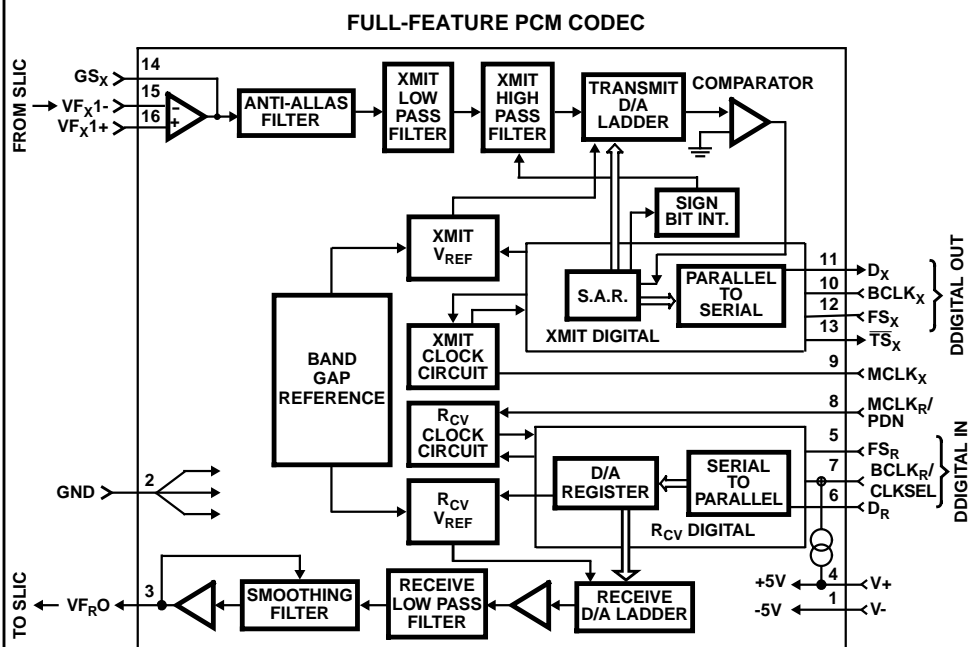 FULL-FEATURE PCM CODEC
FROM SLIC
GSX
14
VFX1-
15
VFX1+
16
-
+
ANTI-ALLAS
FILTER
XMIT
LOW
PASS
FILTER
XMIT
HIGH
PASS
FILTER
TRANSMIT
D/A
LADDER
COMPARATOR
SIGN
BIT INT.
XMIT
VREF
S.A.R.
PARALLEL
TO
SERIAL
XMIT DIGITAL
11
DX
10
BCLKX
12
FSX
13
TSX
DDIGITAL OUT
BAND
GAP
REFERENCE
XMIT
CLOCK
CIRCUIT
9
MCLKX
RCV
CLOCK
CIRCUIT
8
MCLKR/
PDN
5
FSR
7
BCLKR/
CLKSEL
6
DR
DDIGITAL IN
D/A
REGISTER
SERIAL
TO
PARALLEL
RCV DIGITAL
GND
2
RCV
VREF
TO SLIC
VFRO
3
SMOOTHING
FILTER
RECEIVE
LOW PASS
FILTER
RECEIVE
D/A LADDER
+5V
4
V+
-5V
1
V-